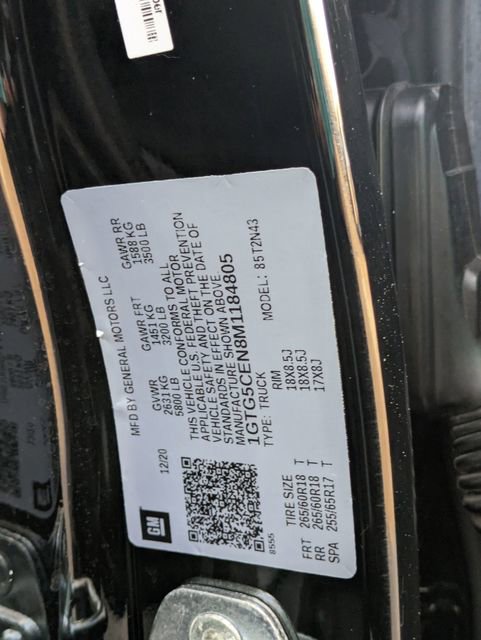 MFD BY GENERAL MOTORS LLC
12/20
GVWR GAWR FRT GAWR RR
2631 KG 1451 KG 1588 KG
5800 LB 3200 LB 3500 LB
THIS VEHICLE CONFORMS TO ALL
APPLICABLE U.S. FEDERAL MOTOR
VEHICLE SAFETY AND THEFT PREVENTION
STANDARDS IN EFFECT ON THE DATE OF
MANUFACTURE SHOWN ABOVE.
1GTG5CEN8M1184805
TYPE: TRUCK MODEL: 85T2N43
GM
8555
TIRE SIZE RIM
FRT 265/60R18 T 18X8.5J
RR 265/60R18 T 18X8.5J
SPA 255/65R17 T 17X8J